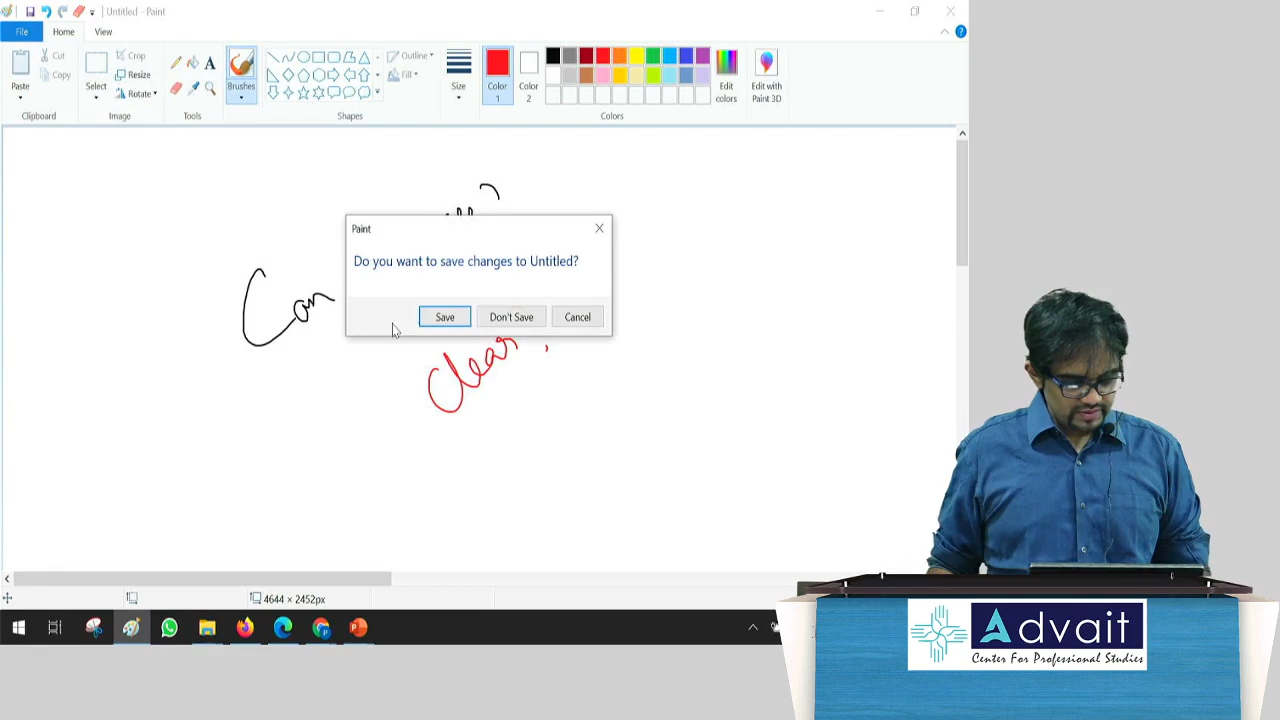 Untitled - Paint
File
Home
View
Paste
Cut
Copy
Clipboard
Select
Crop
Resize
Rotate
Image
Tools
Brushes
Outline
Fill
Shapes
Size
Color
1
Color
2
Edit
colors
Colors
Edit with
Paint 3D
Paint
Do you want to save changes to Untitled?
Save
Don't Save
Cancel
Can
Clear
4644 × 2452px
Advait
Center For Professional Studies